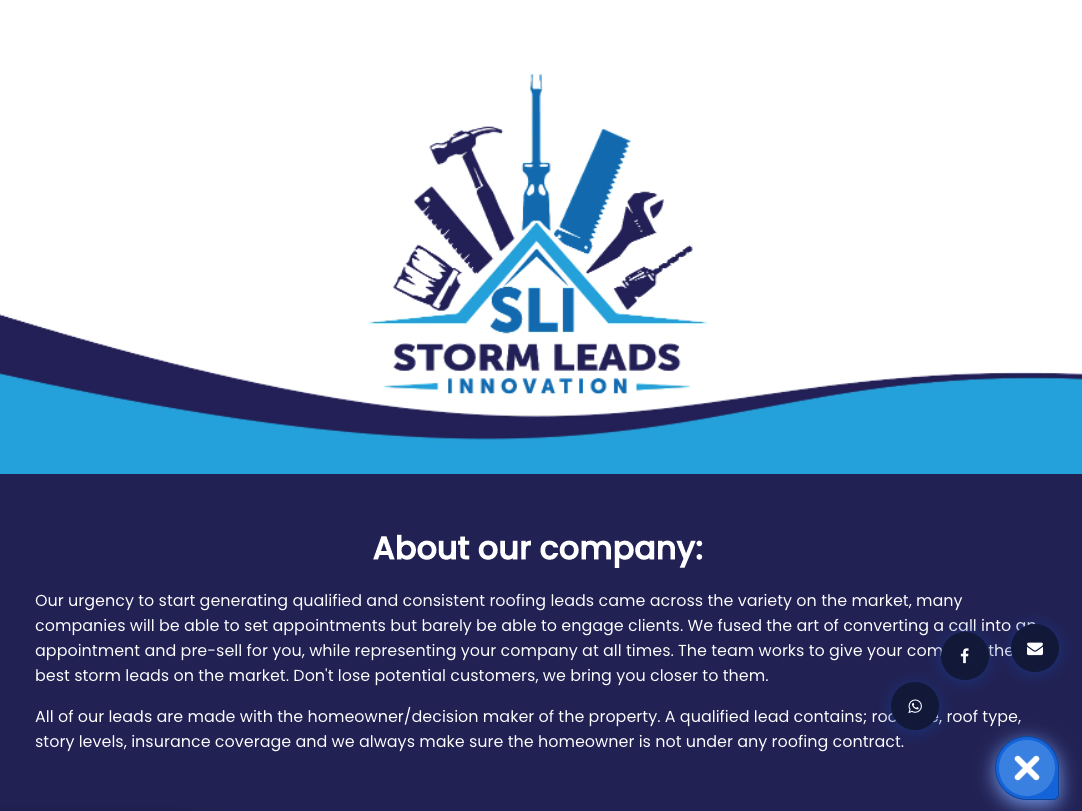 SLI
STORM LEADS
INNOVATION
About our company:
Our urgency to start generating qualified and consistent roofing leads came across the variety on the market, many
companies will be able to set appointments but barely be able to engage clients. We fused the art of converting a call into an
appointment and pre-sell for you, while representing your company at all times. The team works to give your com the
best storm leads on the market. Don't lose potential customers, we bring you closer to them.
All of our leads are made with the homeowner/decision maker of the property. A qualified lead contains; roof type,
story levels, insurance coverage and we always make sure the homeowner is not under any roofing contract.